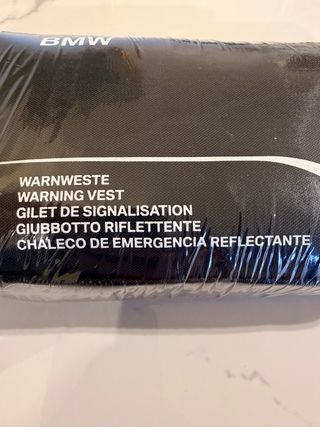 BMW
WARNWESTE
WARNING VEST
GILET DE SIGNALISATION
GIUBBOTTO RIFLETTENTE
CHALECO DE EMERGENCIA REFLECTANTE